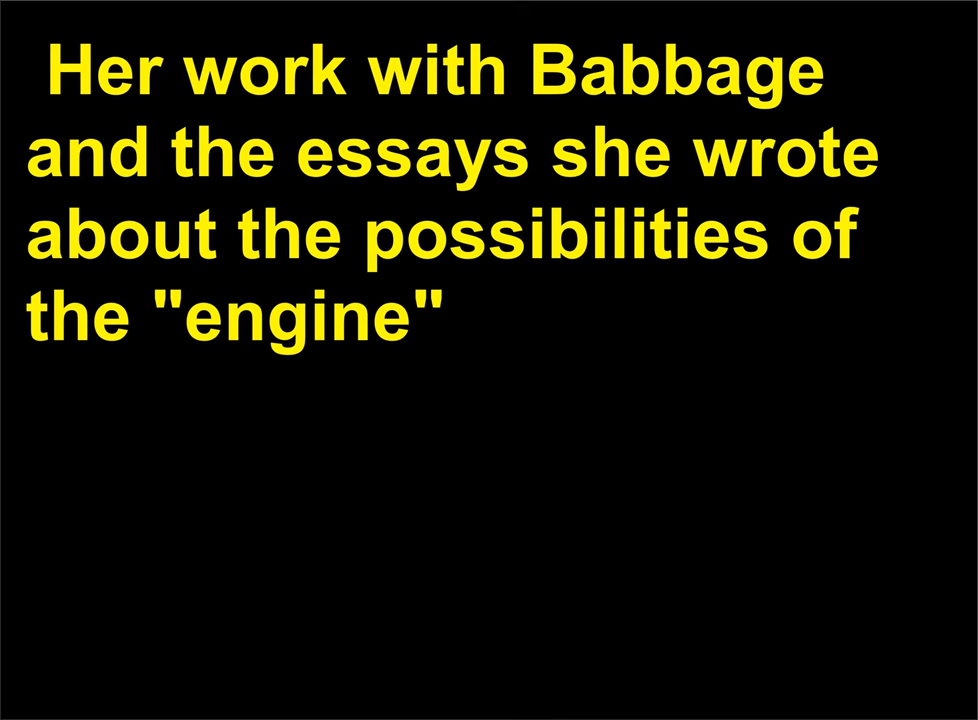 Her work with Babbage
and the essays she wrote
about the possibilities of
the "engine"